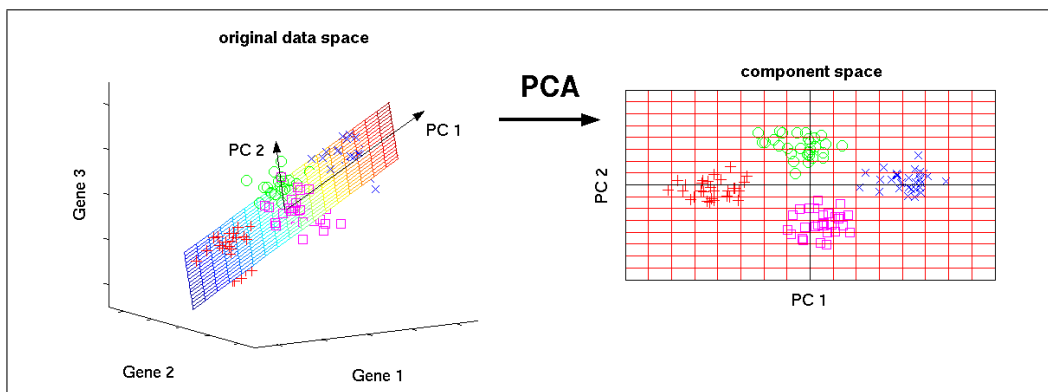 original data space
PC 1
PC 2
Gene 3
Gene 2
Gene 1
PCA
component space
PC 2
PC 1